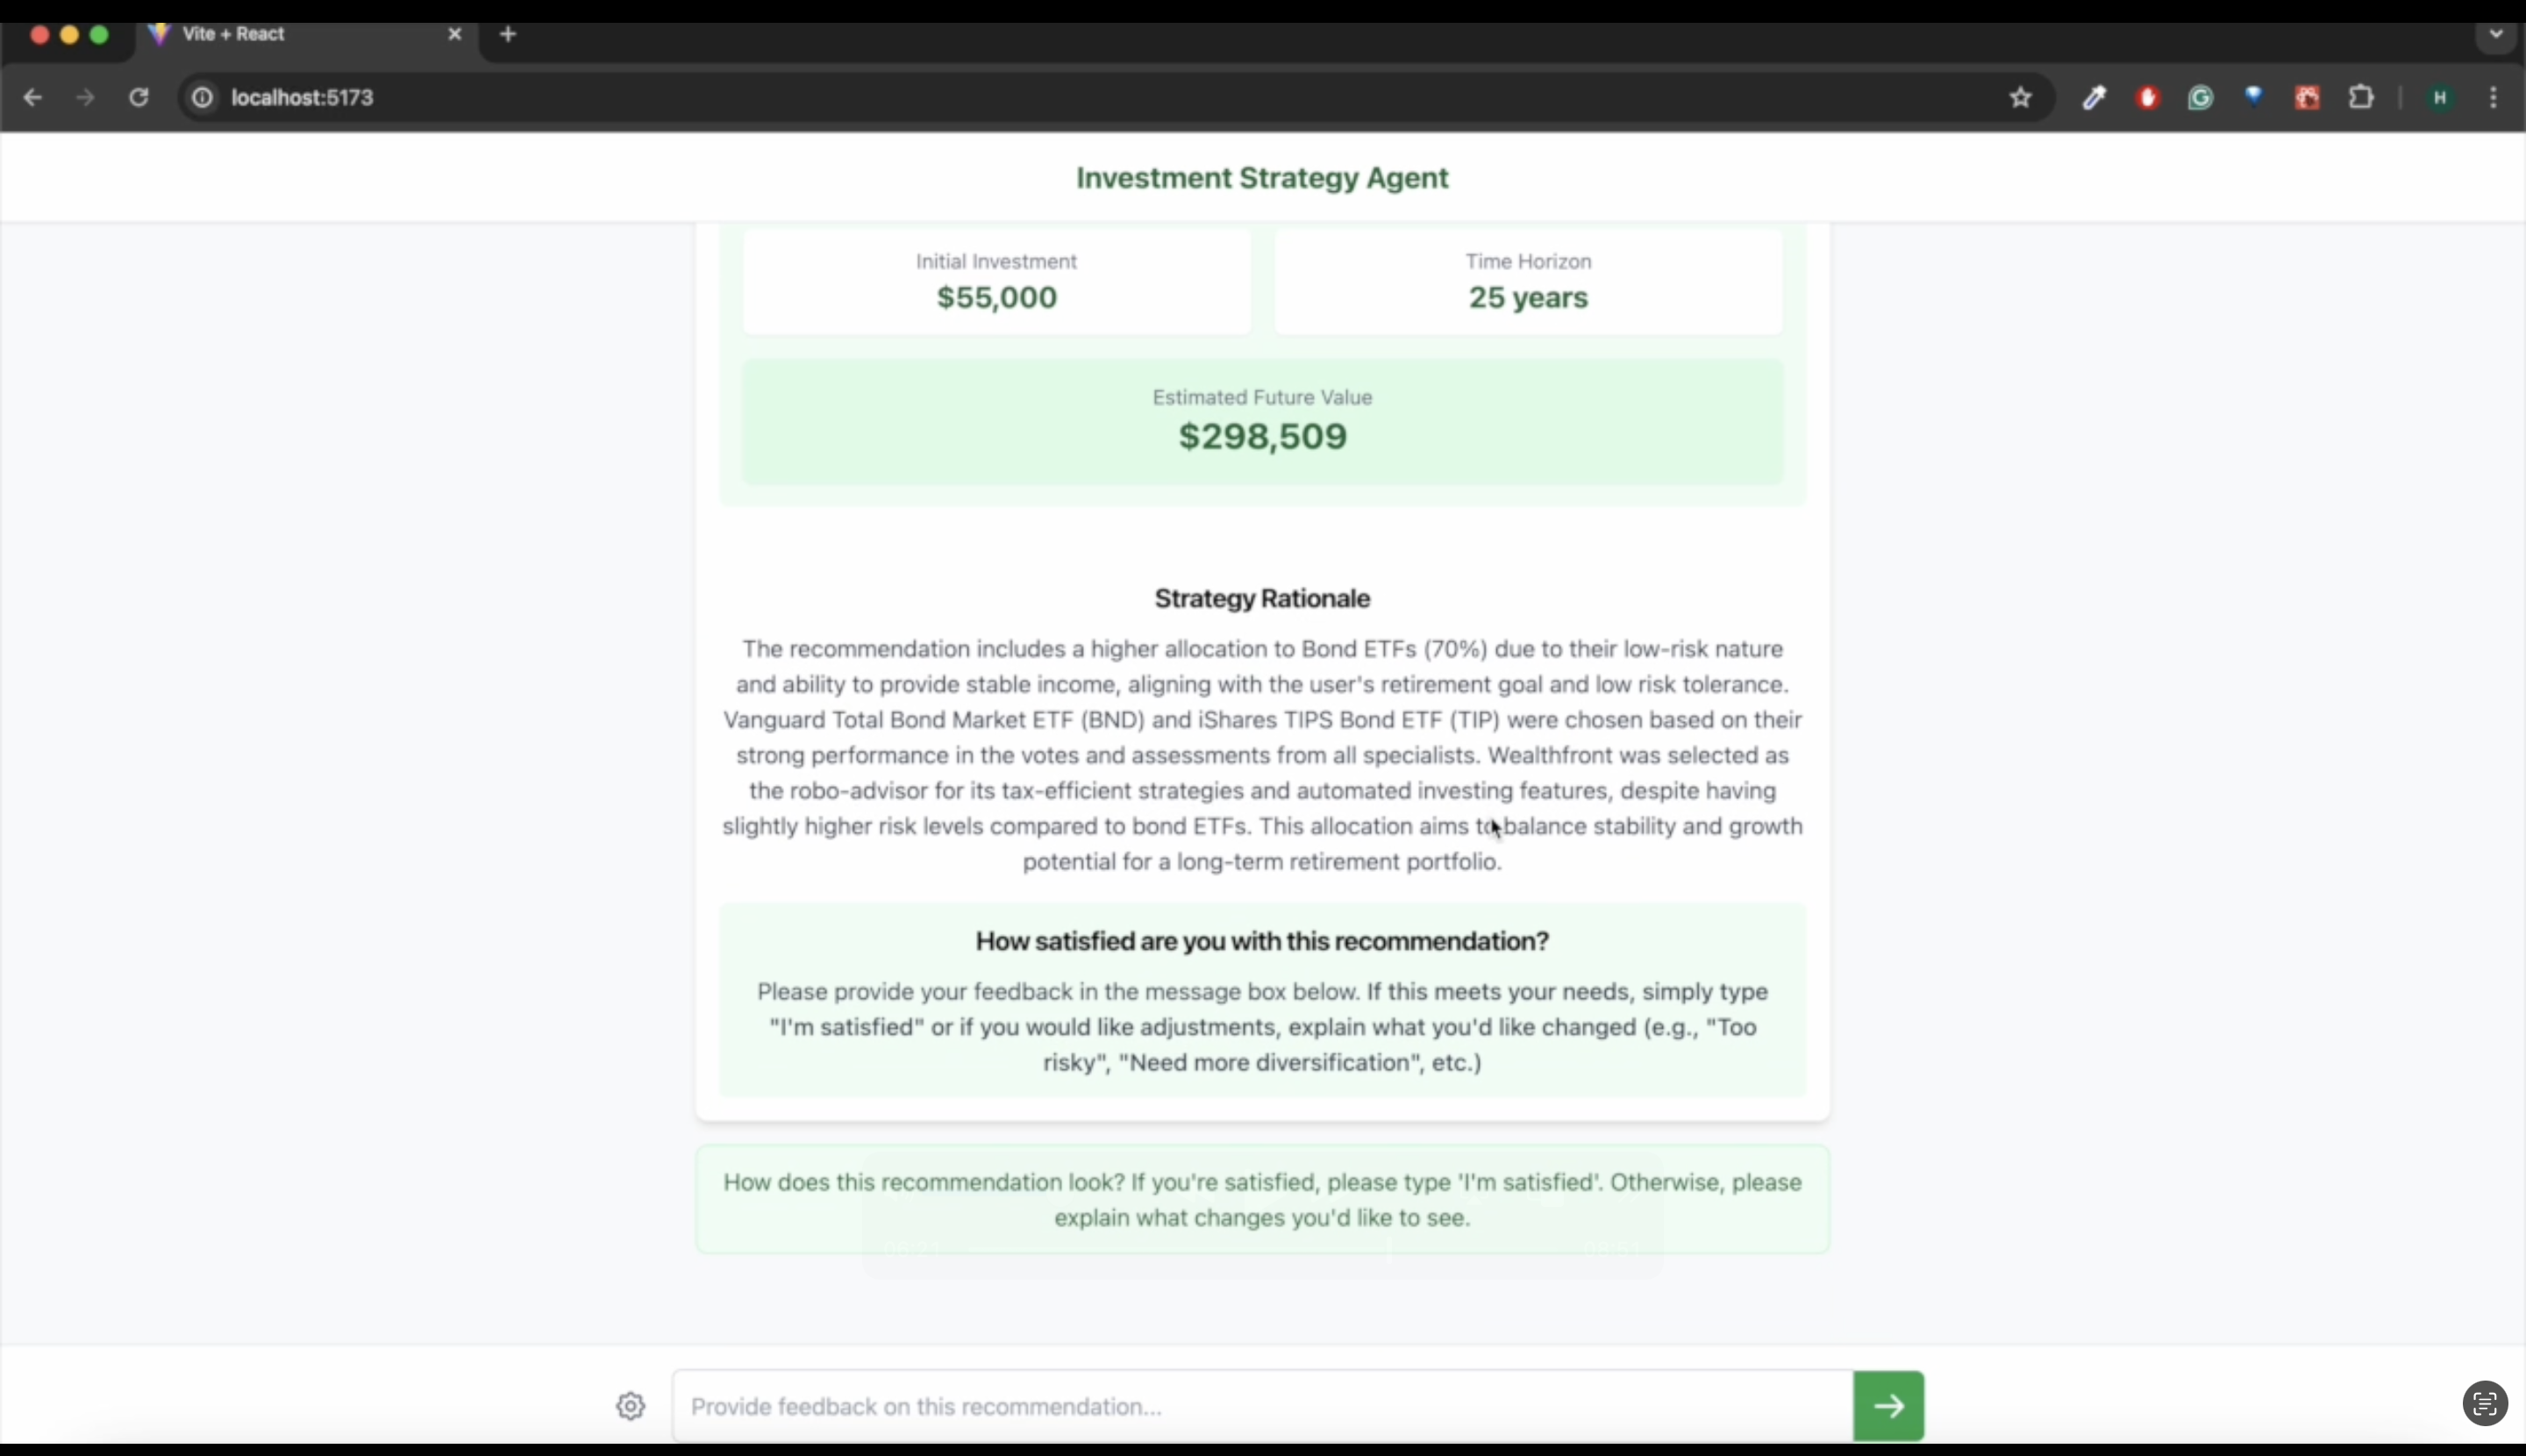 Vite + React
localhost:5173
H
Investment Strategy Agent
Initial Investment
$55,000
Time Horizon
25 years
Estimated Future Value
$298,509
Strategy Rationale
The recommendation includes a higher allocation to Bond ETFs (70%) due to their low-risk nature
and ability to provide stable income, aligning with the user's retirement goal and low risk tolerance.
Vanguard Total Bond Market ETF (BND) and iShares TIPS Bond ETF (TIP) were chosen based on their
strong performance in the votes and assessments from all specialists. Wealthfront was selected as
the robo-advisor for its tax-efficient strategies and automated investing features, despite having
slightly higher risk levels compared to bond ETFs. This allocation aims to balance stability and growth
potential for a long-term retirement portfolio.
How satisfied are you with this recommendation?
Please provide your feedback in the message box below. If this meets your needs, simply type
"I'm satisfied" or if you would like adjustments, explain what you'd like changed (e.g., "Too
risky", "Need more diversification", etc.)
How does this recommendation look? If you're satisfied, please type 'I'm satisfied'. Otherwise, please
explain what changes you'd like to see.
Provide feedback on this recommendation...